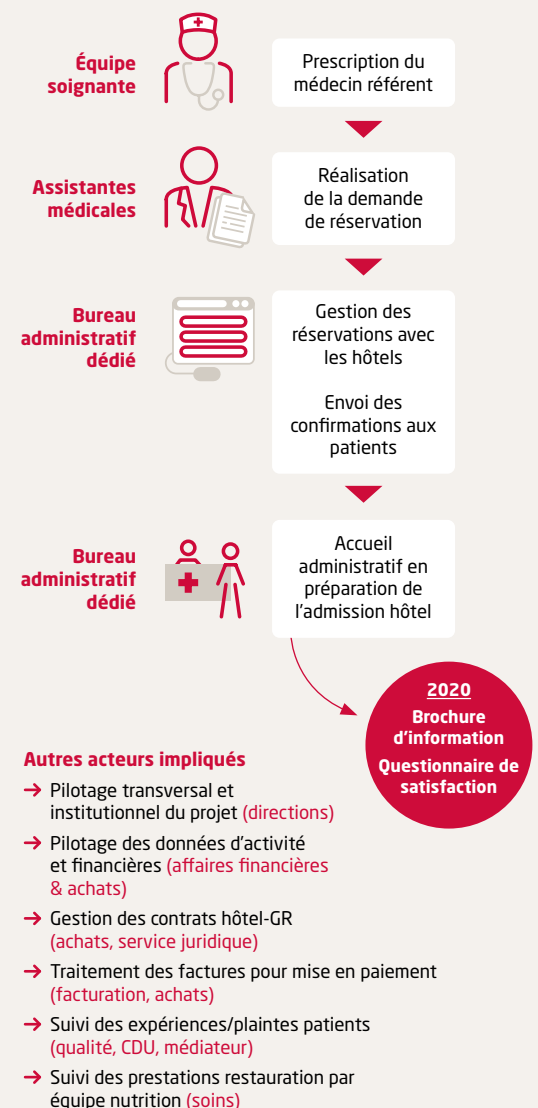 Équipe
soignante
Prescription du
médecin référent
Assistantes
médicales
Réalisation
de la demande
de réservation
Bureau
administratif
dédié
Gestion des
réservations avec
les hôtels
Envoi des
confirmations aux
patients
Bureau
administratif
dédié
Accueil
administratif en
préparation de
l'admission hôtel
2020
Brochure
d'information
Questionnaire de
satisfaction
Autres acteurs impliqués
→ Pilotage transversal et
institutionnel du projet (directions)
→ Pilotage des données d'activité
et financières (affaires financières
& achats)
→ Gestion des contrats hôtel-GR
(achats, service juridique)
→ Traitement des factures pour mise en paiement
(facturation, achats)
→ Suivi des expériences/plaintes patients
(qualité, CDU, médiateur)
→ Suivi des prestations restauration par
équipe nutrition (soins)